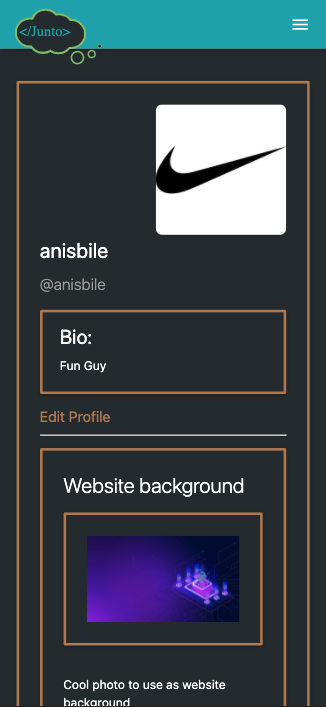 </Junto>
anisbile
@anisbile
Bio:
Fun Guy
Edit Profile
Website background
Cool photo to use as website
background